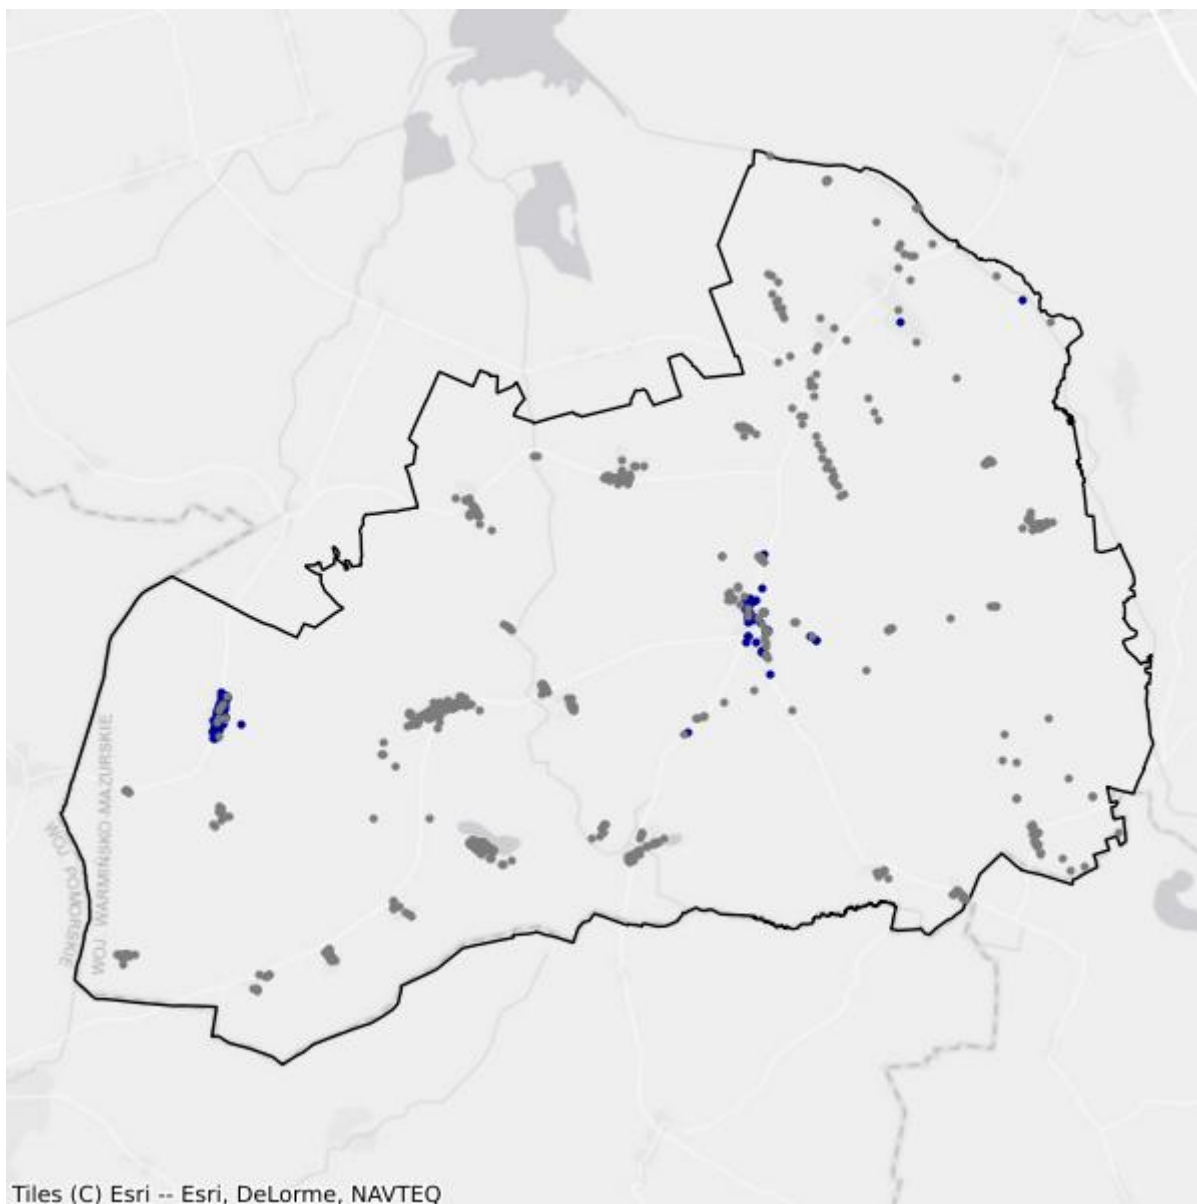 WOJ WARMIŃSKO-MAZURSKIE
WOJ POMORSKIE
Tiles (C) Esri -- Esri, DeLorme, NAVTEQ